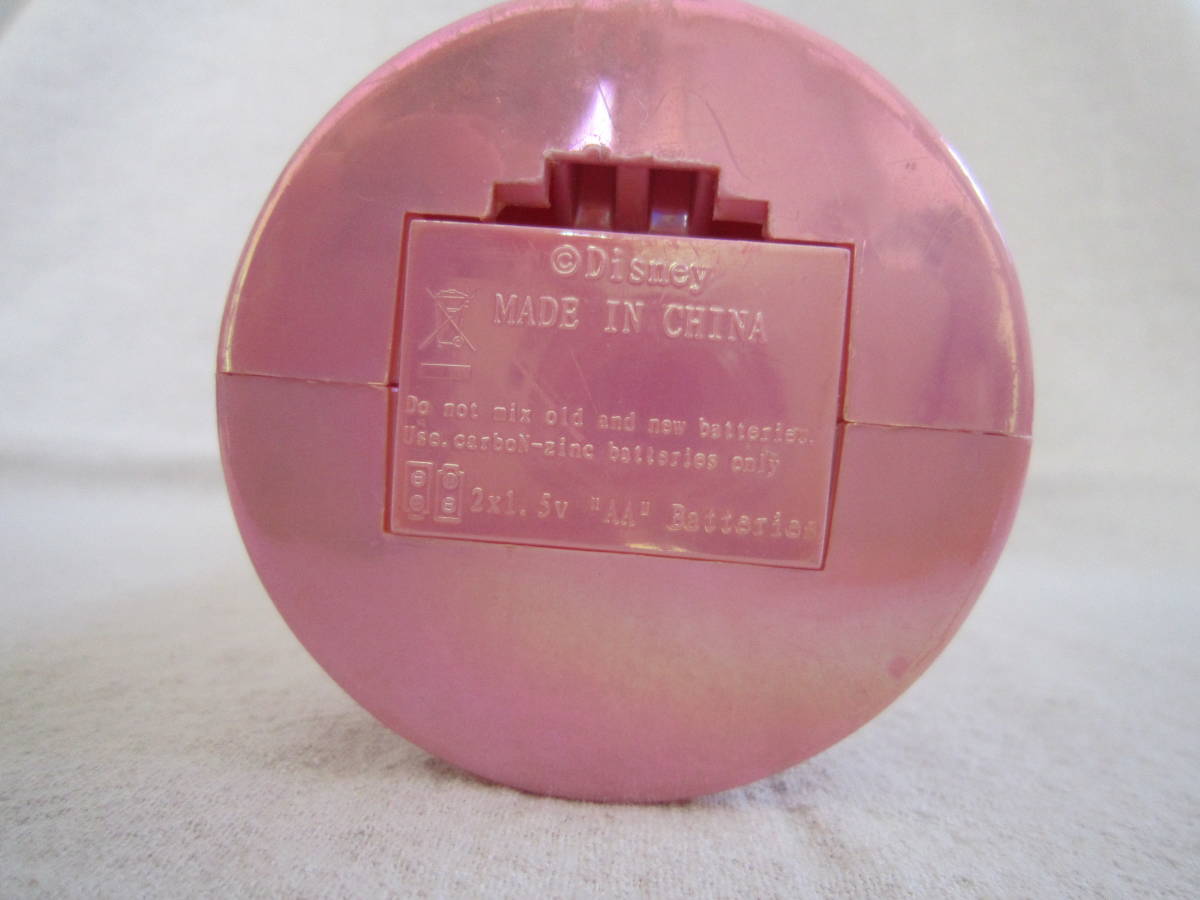 ©Disney
MADE IN CHINA
Do not mix old and new batteries.
Use.carboN-zinc batteries only
2x1.5v "AA" Batteries